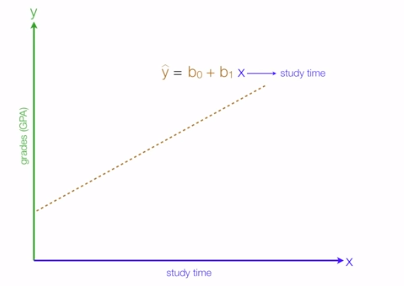 y
ŷ = b₀ + b₁ x study time
grades (GPA)
x
study time